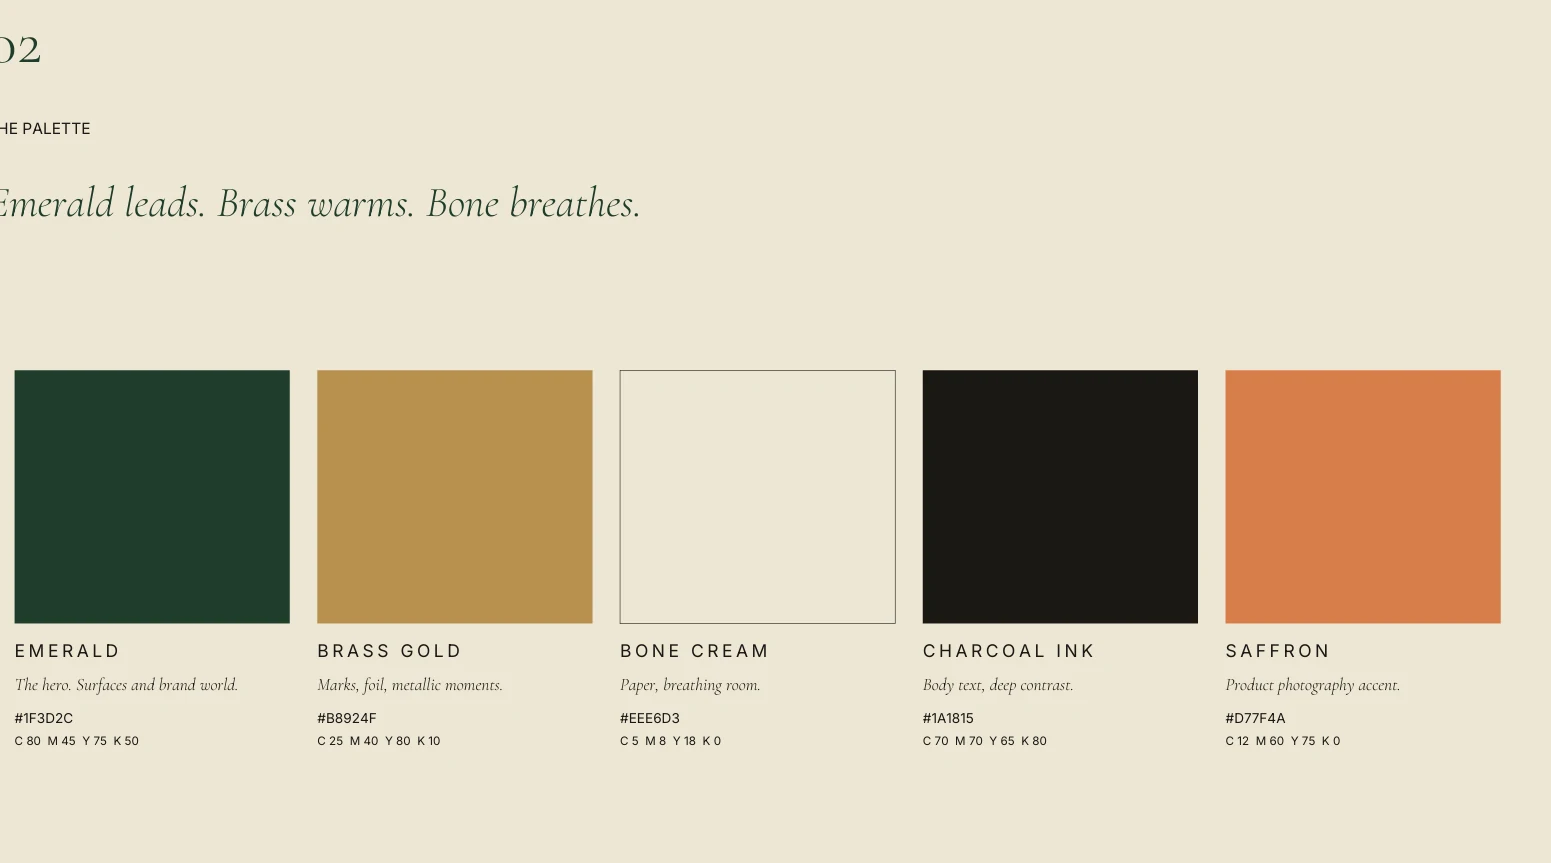 02
HE PALETTE
Emerald leads. Brass warms. Bone breathes.
EMERALD
The hero. Surfaces and brand world.
#1F3D2C
C 80 M 45 Y 75 K 50
BRASS GOLD
Marks, foil, metallic moments.
#B8924F
C 25 M 40 Y 80 K 10
BONE CREAM
Paper, breathing room.
#EEE6D3
C 5 M 8 Y 18 K 0
CHARCOAL INK
Body text, deep contrast.
#1A1815
C 70 M 70 Y 65 K 80
SAFFRON
Product photography accent.
#D77F4A
C 12 M 60 Y 75 K 0